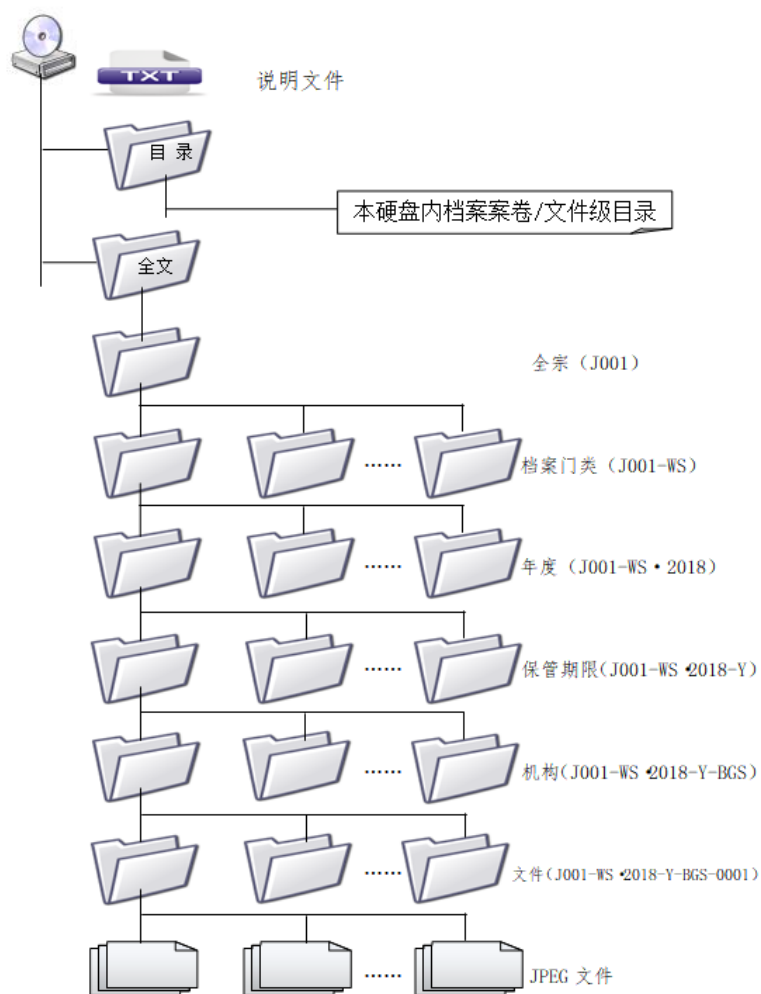 TXT
说明文件
目 录
本硬盘内档案案卷/文件级目录
全文
全宗（J001）
……
档案门类（J001-WS）
……
年度（J001-WS·2018）
……
保管期限(J001-WS·2018-Y)
……
机构(J001-WS·2018-Y-BGS)
……
文件(J001-WS·2018-Y-BGS-0001)
……
JPEG 文件